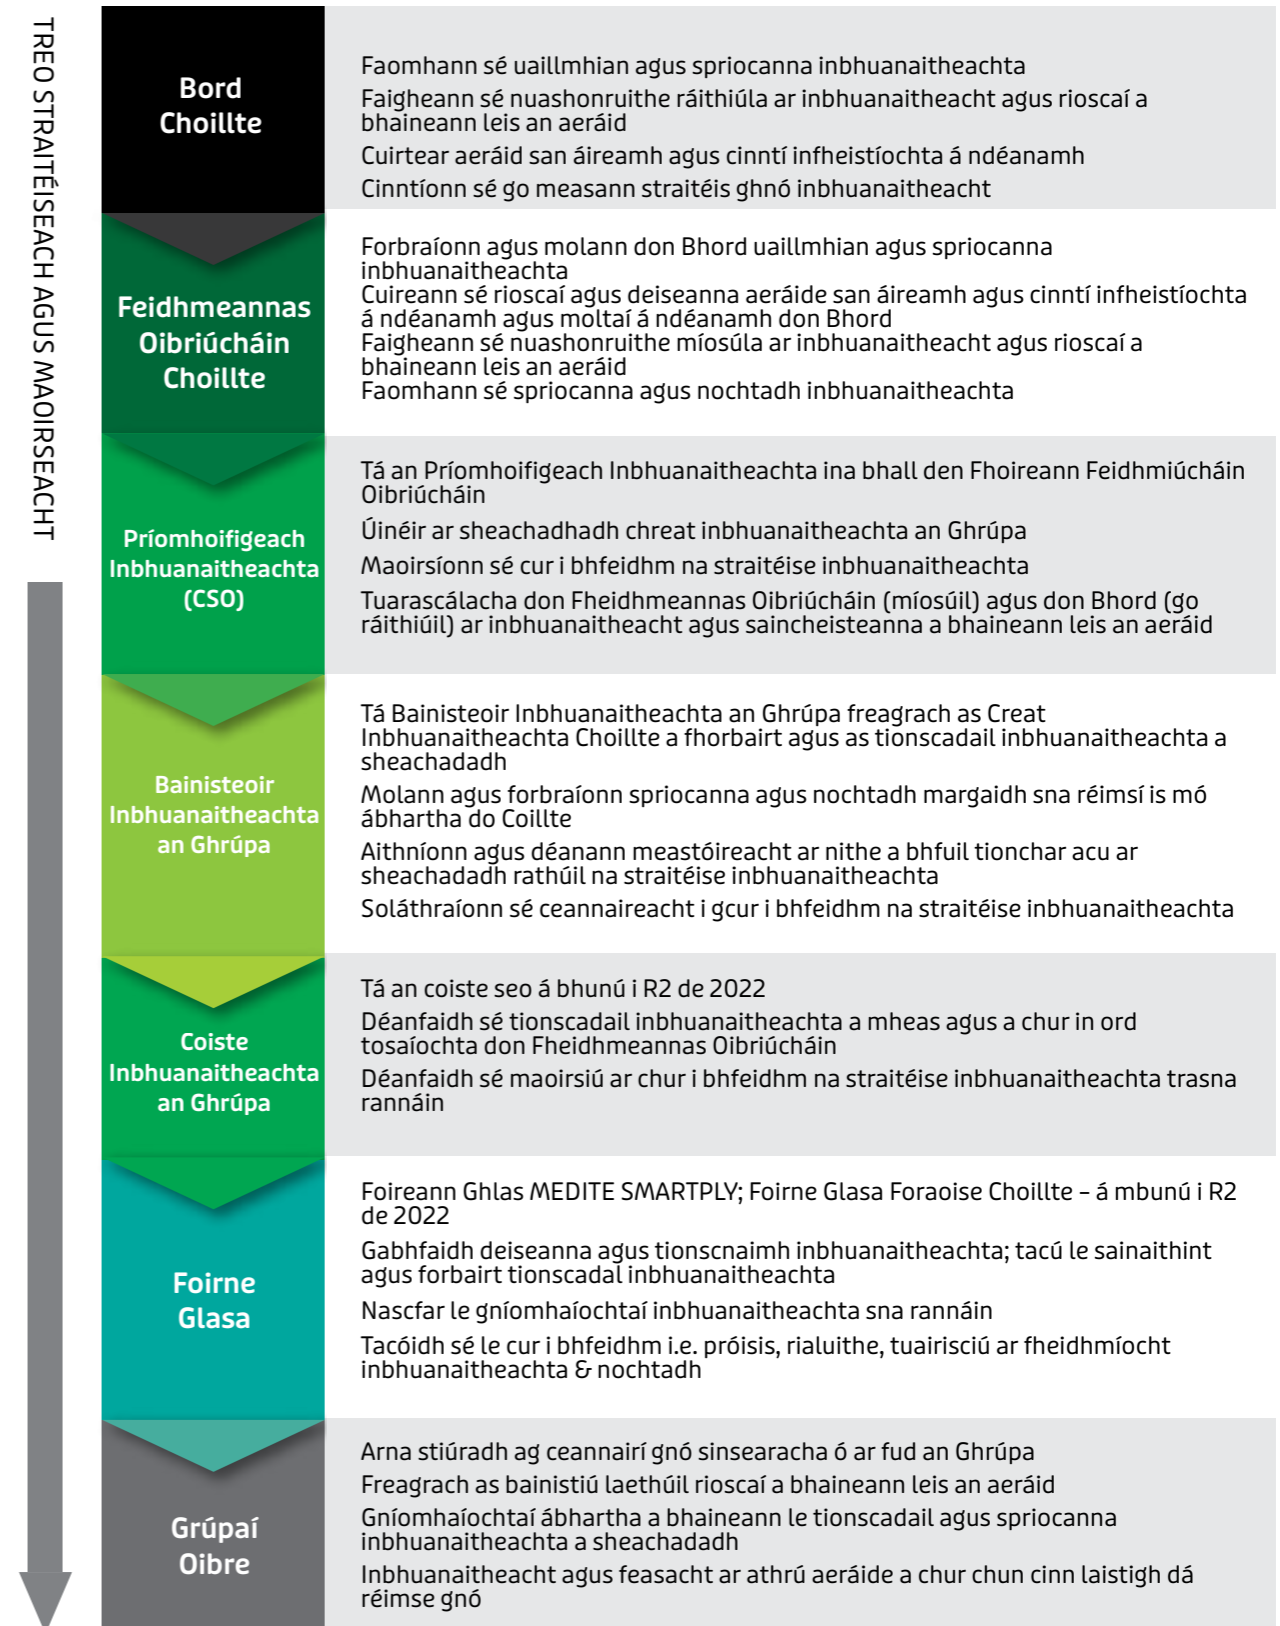 TREO STRAITÉISEACH AGUS MAOIRSEACHT
Bord
Choillte
Faomhann sé uaillmhian agus spriocanna inbhuanaitheachta
Faigheann sé nuashonruithe ráithiúla ar inbhuanaitheacht agus rioscaí a
bhaineann leis an aeráid
Cuirtear aeráid san áireamh agus cinntí infheistíochta á ndéanamh
Cinntíonn sé go measann straitéis ghnó inbhuanaitheacht
Feidhmeannas
Oibriúcháin
Choillte
Forbraíonn agus molann don Bhord uaillmhian agus spriocanna
inbhuanaitheachta
Cuireann sé rioscaí agus deiseanna aeráide san áireamh agus cinntí infheistíochta
á ndéanamh agus moltaí á ndéanamh don Bhord
Faigheann sé nuashonruithe míosúla ar inbhuanaitheacht agus rioscaí a
bhaineann leis an aeráid
Faomhann sé spriocanna agus nochtadh inbhuanaitheachta
Príomhoifigeach
Inbhuanaitheachta
(CSO)
Tá an Príomhoifigeach Inbhuanaitheachta ina bhall den Fhoireann Feidhmiúcháin
Oibriúcháin
Úinéir ar sheachadhadh chreat inbhuanaitheachta an Ghrúpa
Maoirsíonn sé cur i bhfeidhm na straitéise inbhuanaitheachta
Tuarascálacha don Fheidhmeannas Oibriúcháin (míosúil) agus don Bhord (go
ráithiúil) ar inbhuanaitheacht agus saincheisteanna a bhaineann leis an aeráid
Bainisteoir
Inbhuanaitheachta
an Ghrúpa
Tá Bainisteoir Inbhuanaitheachta an Ghrúpa freagrach as Creat
Inbhuanaitheachta Choillte a fhorbairt agus as tionscadail inbhuanaitheachta a
sheachadadh
Molann agus forbraíonn spriocanna agus nochtadh margaidh sna réimsí is mó
ábhartha do Coillte
Aithníonn agus déanann meastóireacht ar nithe a bhfuil tionchar acu ar
sheachadadh rathúil na straitéise inbhuanaitheachta
Soláthraíonn sé ceannaireacht i gcur i bhfeidhm na straitéise inbhuanaitheachta
Coiste
Inbhuanaitheachta
an Ghrúpa
Tá an coiste seo á bhunú i R2 de 2022
Déanfaidh sé tionscadail inbhuanaitheachta a mheas agus a chur in ord
tosaíochta don Fheidhmeannas Oibriúcháin
Déanfaidh sé maoirsiú ar chur i bhfeidhm na straitéise inbhuanaitheachta trasna
rannáin
Foirne
Glasa
Foireann Ghlas MEDITE SMARTPLY; Foirne Glasa Foraoise Choillte – á mbunú i R2
de 2022
Gabhfaidh deiseanna agus tionscnaimh inbhuanaitheachta; tacú le sainaithint
agus forbairt tionscadal inbhuanaitheachta
Nascfar le gníomhaíochtaí inbhuanaitheachta sna rannáin
Tacóidh sé le cur i bhfeidhm i.e. próisis, rialuithe, tuairisciú ar fheidhmíocht
inbhuanaitheachta & nochtadh
Grúpaí
Oibre
Arna stiúradh ag ceannairí gnó sinsearacha ó ar fud an Ghrúpa
Freagrach as bainistiú laethúil rioscaí a bhaineann leis an aeráid
Gníomhaíochtaí ábhartha a bhaineann le tionscadail agus spriocanna
inbhuanaitheachta a sheachadadh
Inbhuanaitheacht agus feasacht ar athrú aeráide a chur chun cinn laistigh dá
réimse gnó